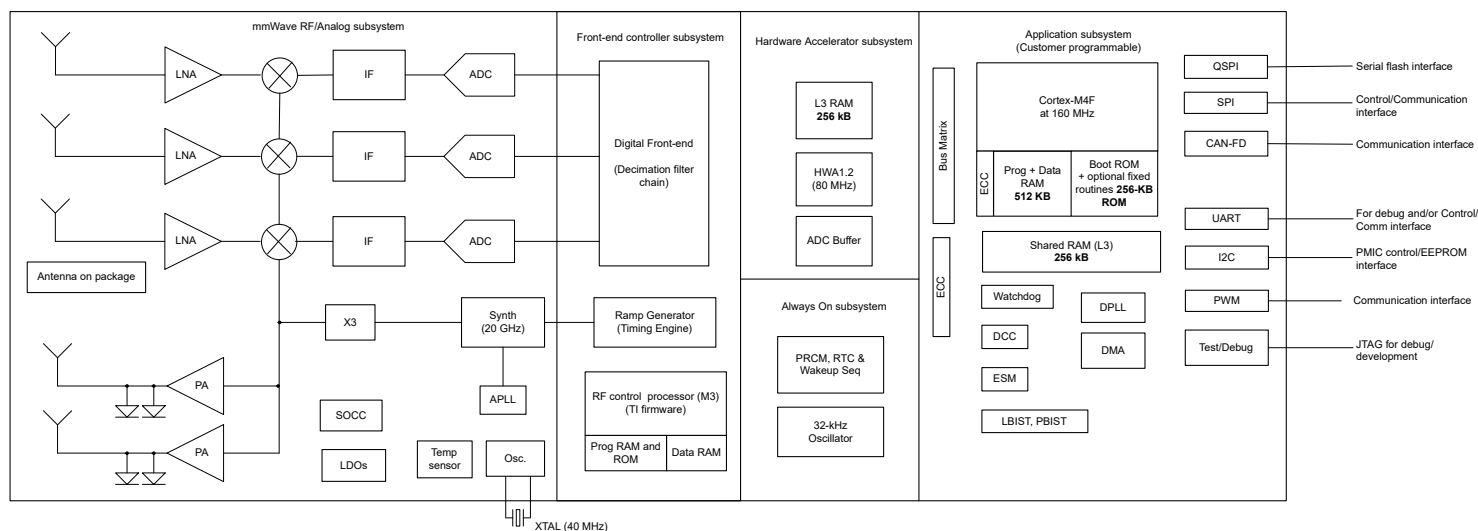 mmWave RF/Analog subsystem
LNA
IF
ADC
LNA
IF
ADC
LNA
IF
ADC
Antenna on package
X3
Synth
(20 GHz)
PA
APLL
SOCC
PA
LDOs
Temp
sensor
Osc.
XTAL (40 MHz)
Front-end controller subsystem
Digital Front-end
(Decimation filter
chain)
Ramp Generator
(Timing Engine)
RF control processor (M3)
(TI firmware)
Prog RAM and
ROM
Data RAM
Hardware Accelerator subsystem
L3 RAM
256 kB
HWA1.2
(80 MHz)
ADC Buffer
Always On subsystem
PRCM, RTC &
Wakeup Seq
32-kHz
Oscillator
Application subsystem
(Customer programmable)
Bus Matrix
Cortex-M4F
at 160 MHz
ECC
Prog + Data
RAM
512 KB
Boot ROM
+ optional fixed
routines 256-KB
ROM
ECC
Shared RAM (L3)
256 kB
Watchdog
DPLL
DCC
DMA
ESM
LBIST, PBIST
QSPI
Serial flash interface
SPI
Control/Communication
interface
CAN-FD
Communication interface
UART
For debug and/or Control/
Comm interface
I2C
PMIC control/EEPROM
interface
PWM
Communication interface
Test/Debug
JTAG for debug/
development